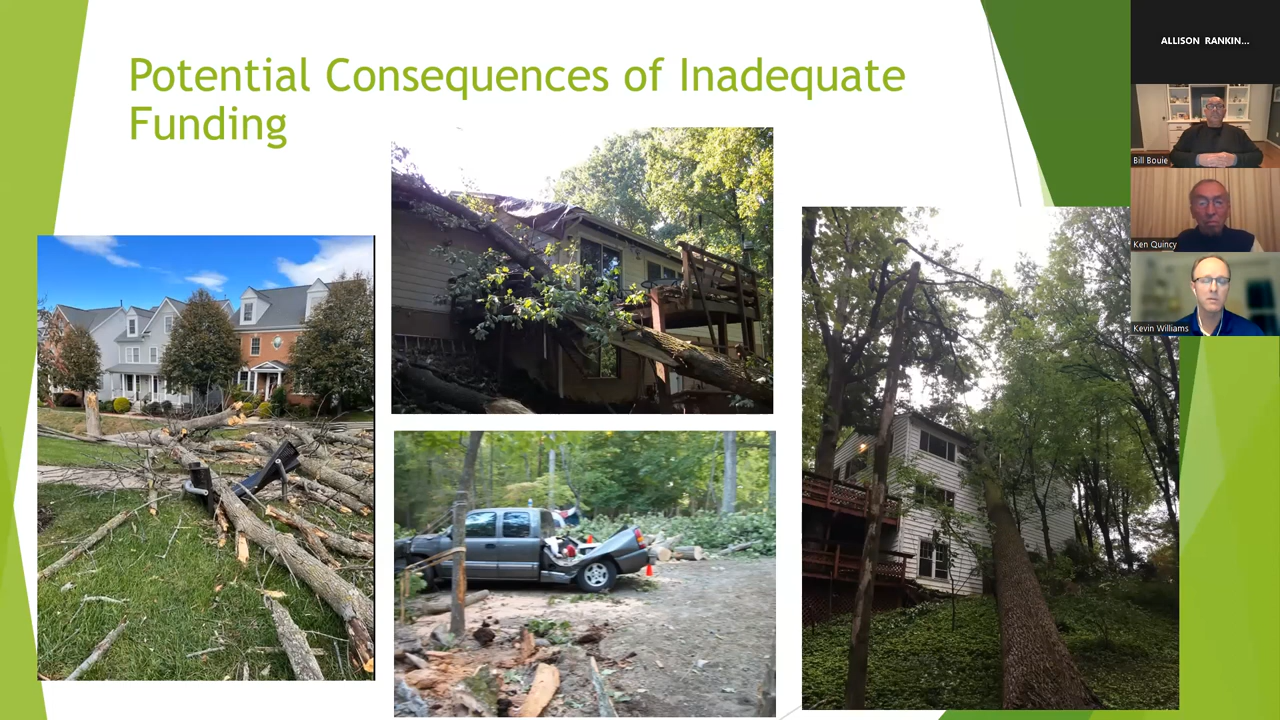 Potential Consequences of Inadequate
Funding
ALLISON RANKIN...
Bill Bouie
Ken Quincy
Kevin Williams